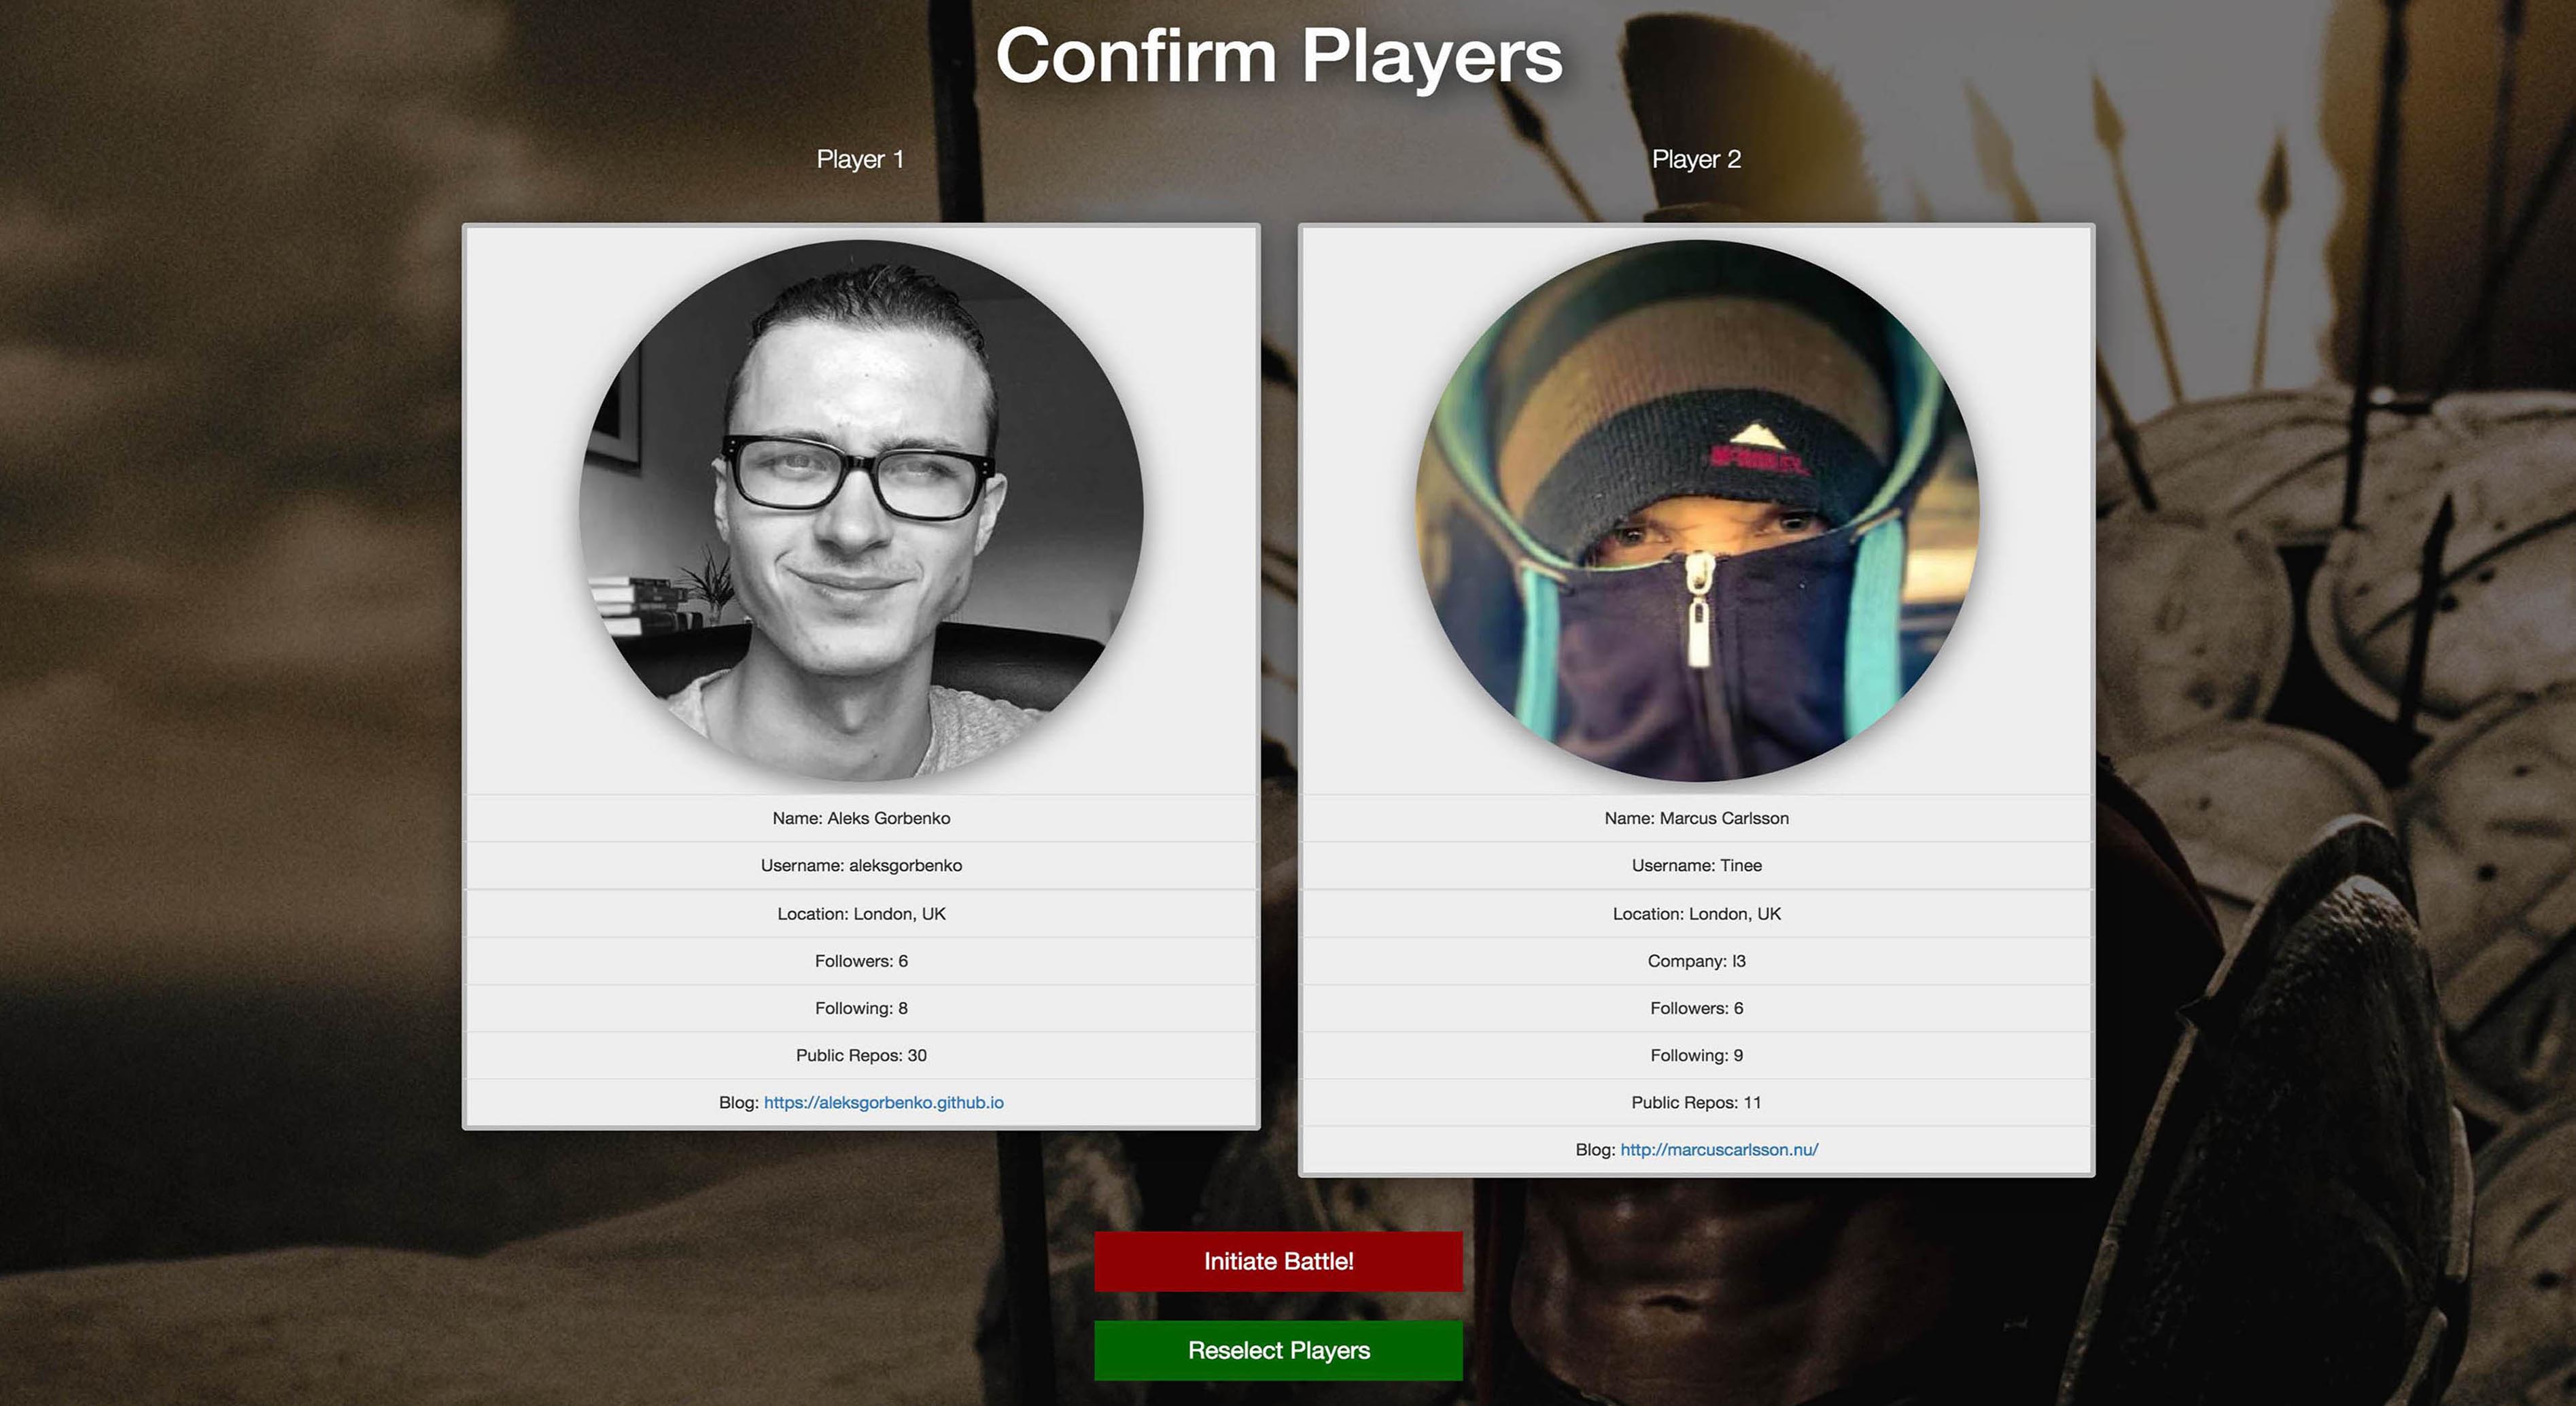 Confirm Players
Player 1
Player 2
Name: Aleks Gorbenko
Username: aleksgorbenko
Location: London, UK
Followers: 6
Following: 8
Public Repos: 30
Blog: https://aleksgorbenko.github.io
Name: Marcus Carlsson
Username: Tinee
Location: London, UK
Company: I3
Followers: 6
Following: 9
Public Repos: 11
Blog: http://marcuscarlsson.nu/
Initiate Battle!
Reselect Players